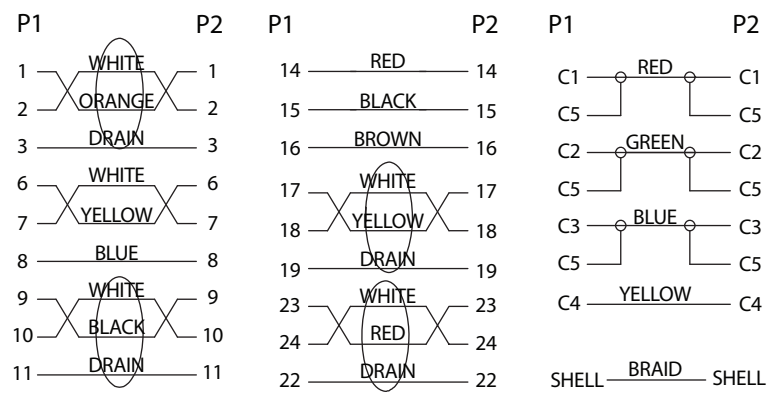 P1 P2
1 WHITE 1
2 ORANGE 2
3 DRAIN 3
6 WHITE 6
7 YELLOW 7
8 BLUE 8
9 WHITE 9
10 BLACK 10
11 DRAIN 11
P1 P2
14 RED 14
15 BLACK 15
16 BROWN 16
17 WHITE 17
18 YELLOW 18
19 DRAIN 19
23 WHITE 23
24 RED 24
22 DRAIN 22
P1 P2
C1 RED C1
C5 C5
C2 GREEN C2
C5 C5
C3 BLUE C3
C5 C5
C4 YELLOW C4
SHELL BRAID SHELL